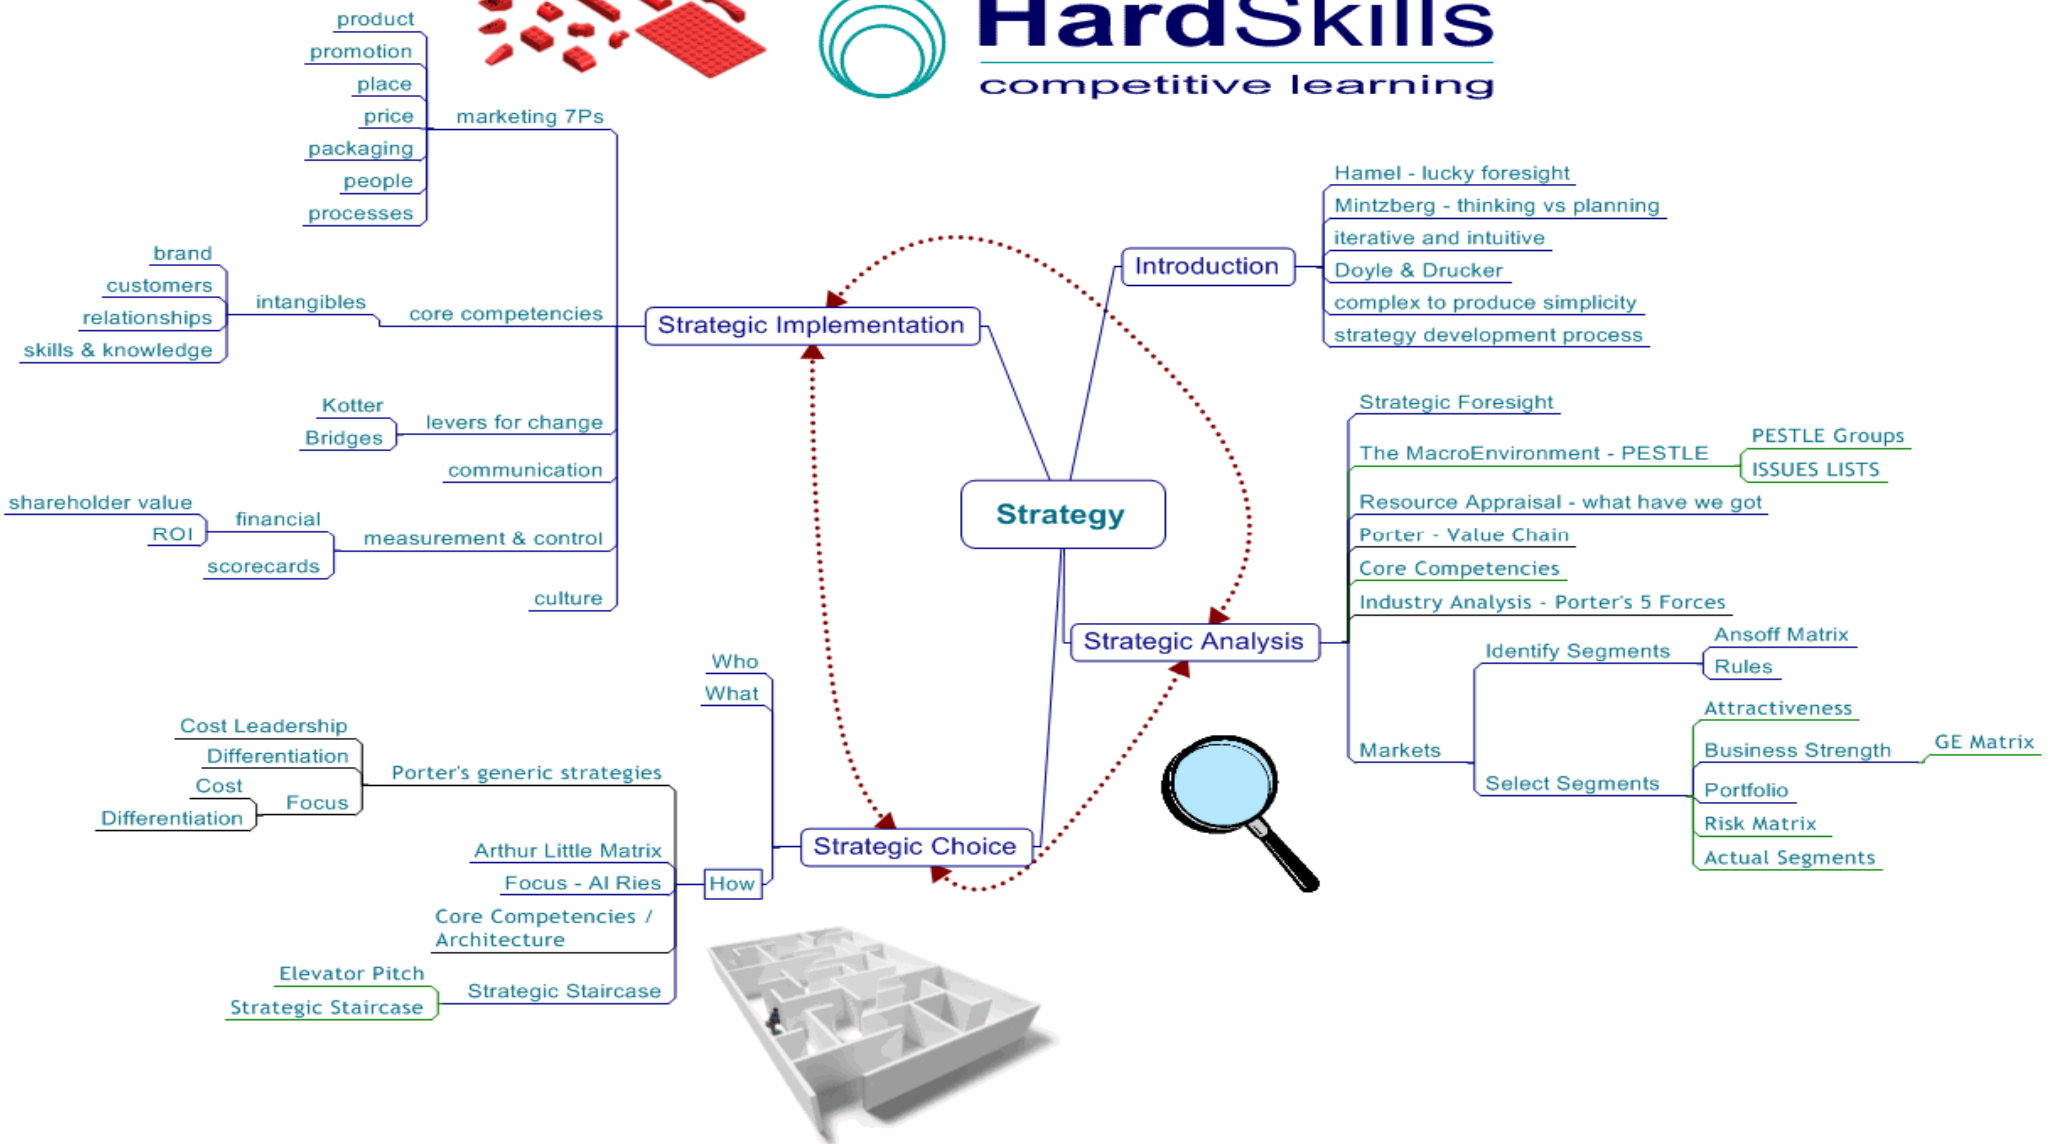 HardSkills
competitive learning
product
promotion
place
price
packaging
people
processes
marketing 7Ps
brand
customers
relationships
skills & knowledge
intangibles
core competencies
Kotter
Bridges
levers for change
communication
shareholder value
ROI
financial
scorecards
measurement & control
culture
Strategic Implementation
Introduction
Hamel - lucky foresight
Mintzberg - thinking vs planning
iterative and intuitive
Doyle & Drucker
complex to produce simplicity
strategy development process
Strategy
Strategic Analysis
Strategic Foresight
The MacroEnvironment - PESTLE
PESTLE Groups
ISSUES LISTS
Resource Appraisal - what have we got
Porter - Value Chain
Core Competencies
Industry Analysis - Porter's 5 Forces
Markets
Identify Segments
Ansoff Matrix
Rules
Select Segments
Attractiveness
Business Strength
GE Matrix
Portfolio
Risk Matrix
Actual Segments
Strategic Choice
Who
What
How
Porter's generic strategies
Cost Leadership
Differentiation
Focus
Cost
Differentiation
Arthur Little Matrix
Focus - Al Ries
Core Competencies /
Architecture
Strategic Staircase
Elevator Pitch
Strategic Staircase